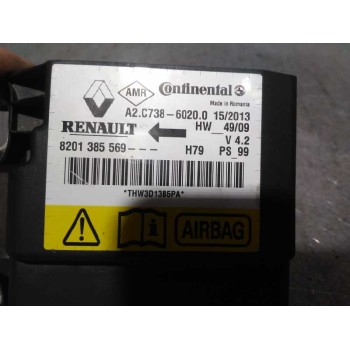 AMR Continental
Made in Romania
A2.C738-6020.0 15/2013
RENAULT HW__49/09
V 4.2
8201 385 569--- H79 PS_99
*THW3D1385PA*
AIRBAG